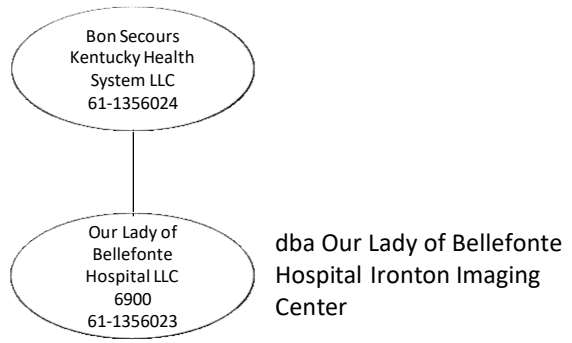 Bon Secours
Kentucky Health
System LLC
61-1356024
Our Lady of
Bellefonte
Hospital LLC
6900
61-1356023
dba Our Lady of Bellefonte
Hospital Ironton Imaging
Center